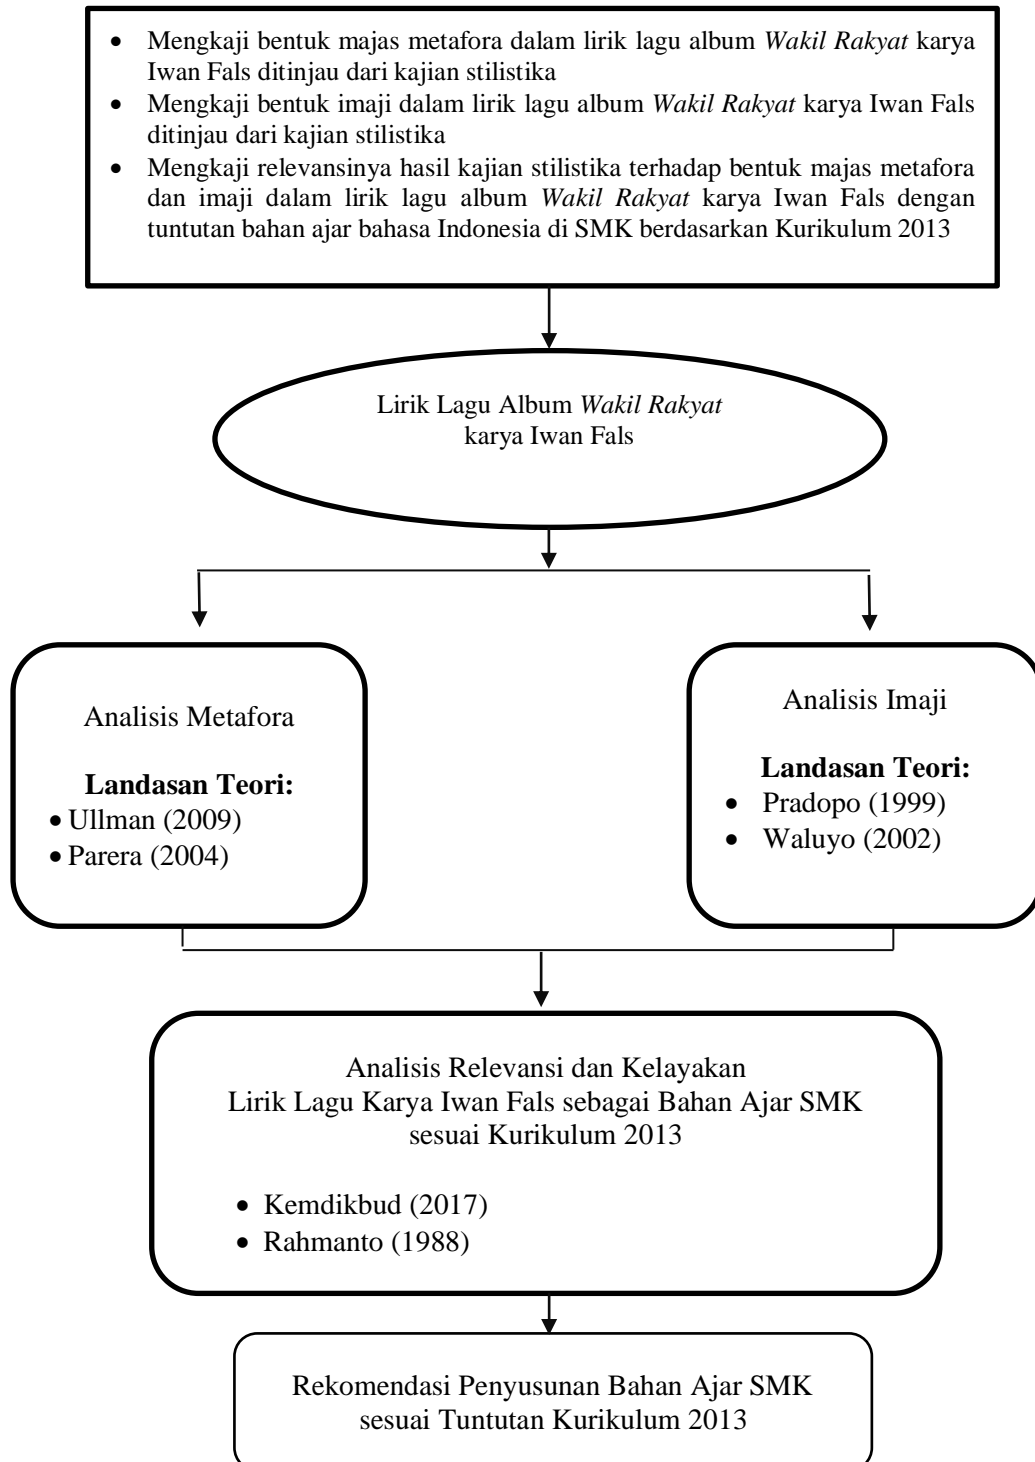 • Mengkaji bentuk majas metafora dalam lirik lagu album Wakil Rakyat karya
Iwan Fals ditinjau dari kajian stilistika
• Mengkaji bentuk imaji dalam lirik lagu album Wakil Rakyat karya Iwan Fals
ditinjau dari kajian stilistika
• Mengkaji relevansinya hasil kajian stilistika terhadap bentuk majas metafora
dan imaji dalam lirik lagu album Wakil Rakyat karya Iwan Fals dengan
tuntutan bahan ajar bahasa Indonesia di SMK berdasarkan Kurikulum 2013
Lirik Lagu Album Wakil Rakyat
karya Iwan Fals
Analisis Metafora
Landasan Teori:
• Ullman (2009)
• Parera (2004)
Analisis Imaji
Landasan Teori:
• Pradopo (1999)
• Waluyo (2002)
Analisis Relevansi dan Kelayakan
Lirik Lagu Karya Iwan Fals sebagai Bahan Ajar SMK
sesuai Kurikulum 2013
• Kemdikbud (2017)
• Rahmanto (1988)
Rekomendasi Penyusunan Bahan Ajar SMK
sesuai Tuntutan Kurikulum 2013